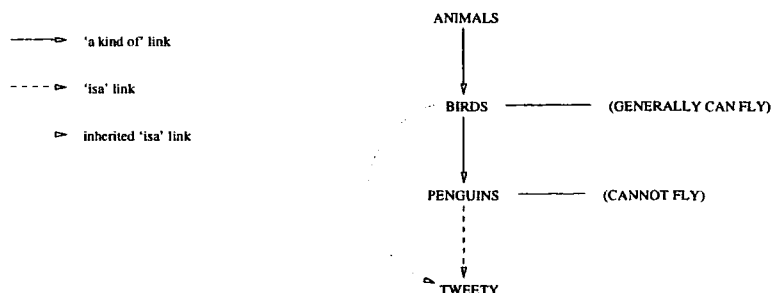 ANIMALS
'a kind of' link
'isa' link
BIRDS
(GENERALLY CAN FLY)
inherited 'isa' link
PENGUINS
(CANNOT FLY)
TWEETY